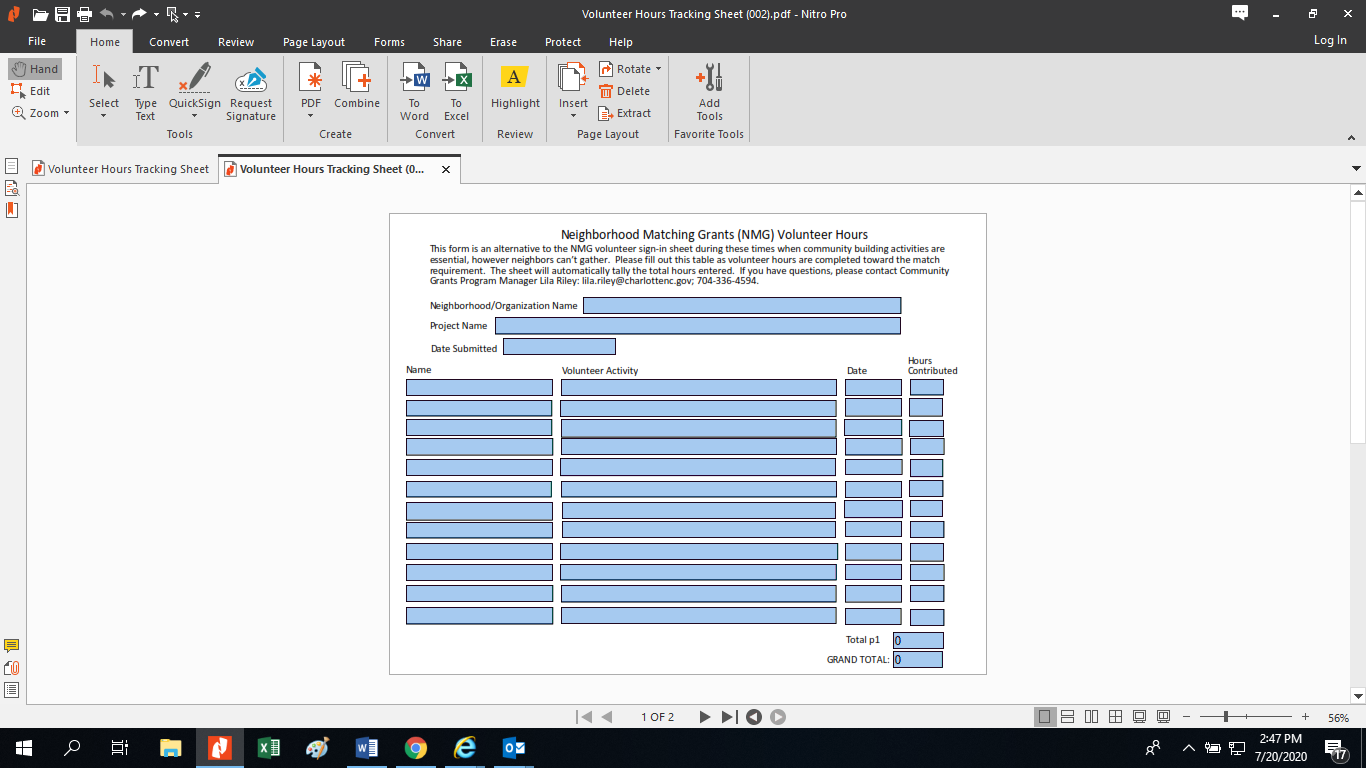 Volunteer Hours Tracking Sheet (002).pdf - Nitro Pro
File Home Convert Review Page Layout Forms Share Erase Protect Help Log In
Hand
Edit
Zoom
Select
Type Text
QuickSign
Request Signature
Tools
PDF
Combine
Create
To Word
To Excel
Convert
Highlight
Review
Insert
Rotate
Delete
Extract
Page Layout
Add Tools
Favorite Tools
Volunteer Hours Tracking Sheet
Volunteer Hours Tracking Sheet (0...
Neighborhood Matching Grants (NMG) Volunteer Hours
This form is an alternative to the NMG volunteer sign-in sheet during these times when community building activities are
essential, however neighbors can't gather. Please fill out this table as volunteer hours are completed toward the match
requirement. The sheet will automatically tally the total hours entered. If you have questions, please contact Community
Grants Program Manager Lila Riley: lila.riley@charlottenc.gov; 704-336-4594.
Neighborhood/Organization Name
Project Name
Date Submitted
Name Volunteer Activity Date Hours Contributed
Total p1 0
GRAND TOTAL: 0
1 OF 2
56%
2:47 PM
7/20/2020
17